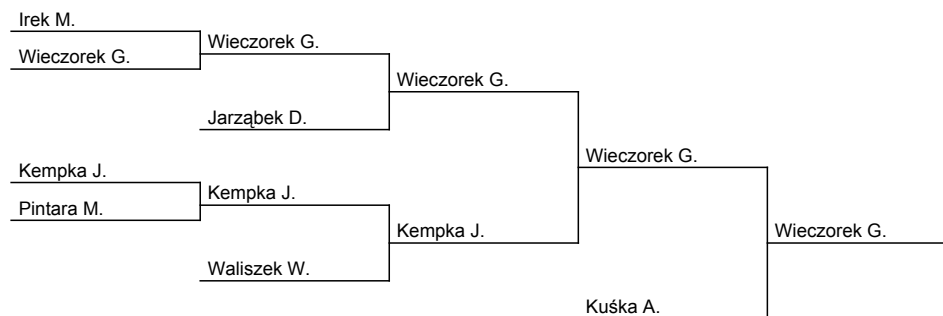 Irek M.
Wieczorek G.
Wieczorek G.
Wieczorek G.
Jarząbek D.
Wieczorek G.
Kempka J.
Kempka J.
Pintara M.
Kempka J.
Wieczorek G.
Waliszek W.
Kuśka A.